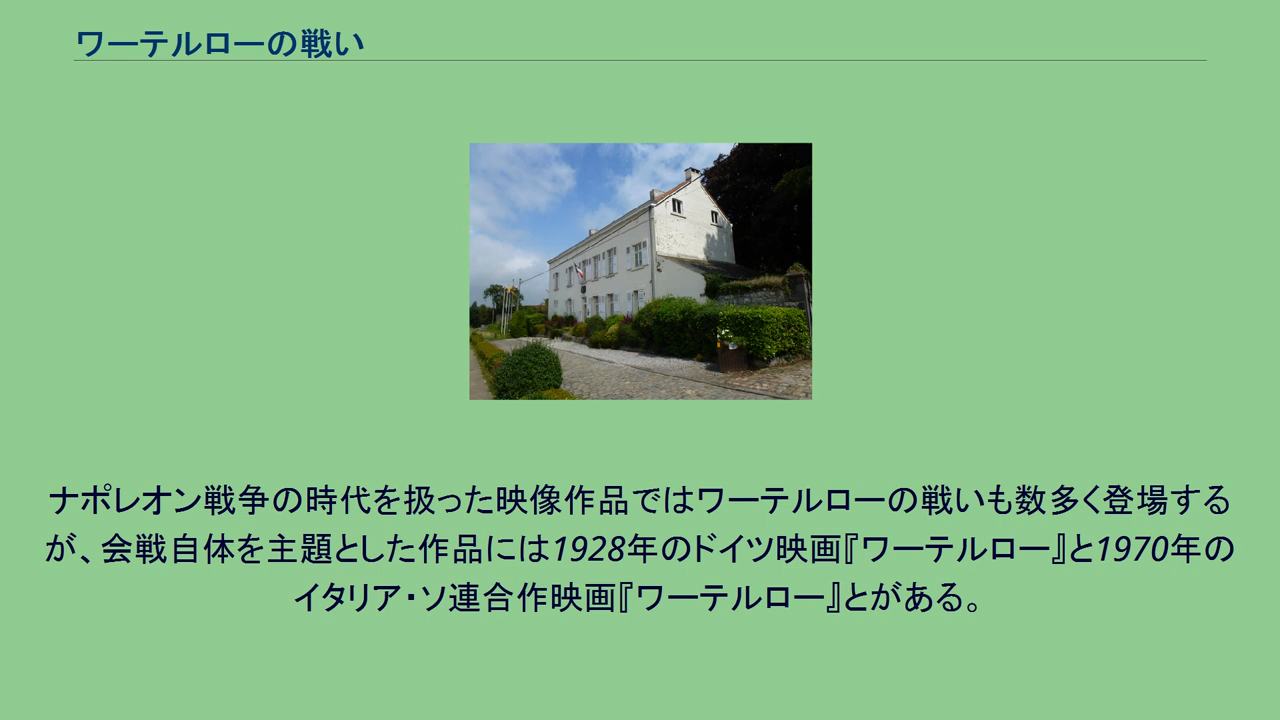 ワーテルローの戦い
ナポレオン戦争の時代を扱った映像作品ではワーテルローの戦いも数多く登場する
が、会戦自体を主題とした作品には1928年のドイツ映画『ワーテルロー』と1970年の
イタリア・ソ連合作映画『ワーテルロー』とがある。